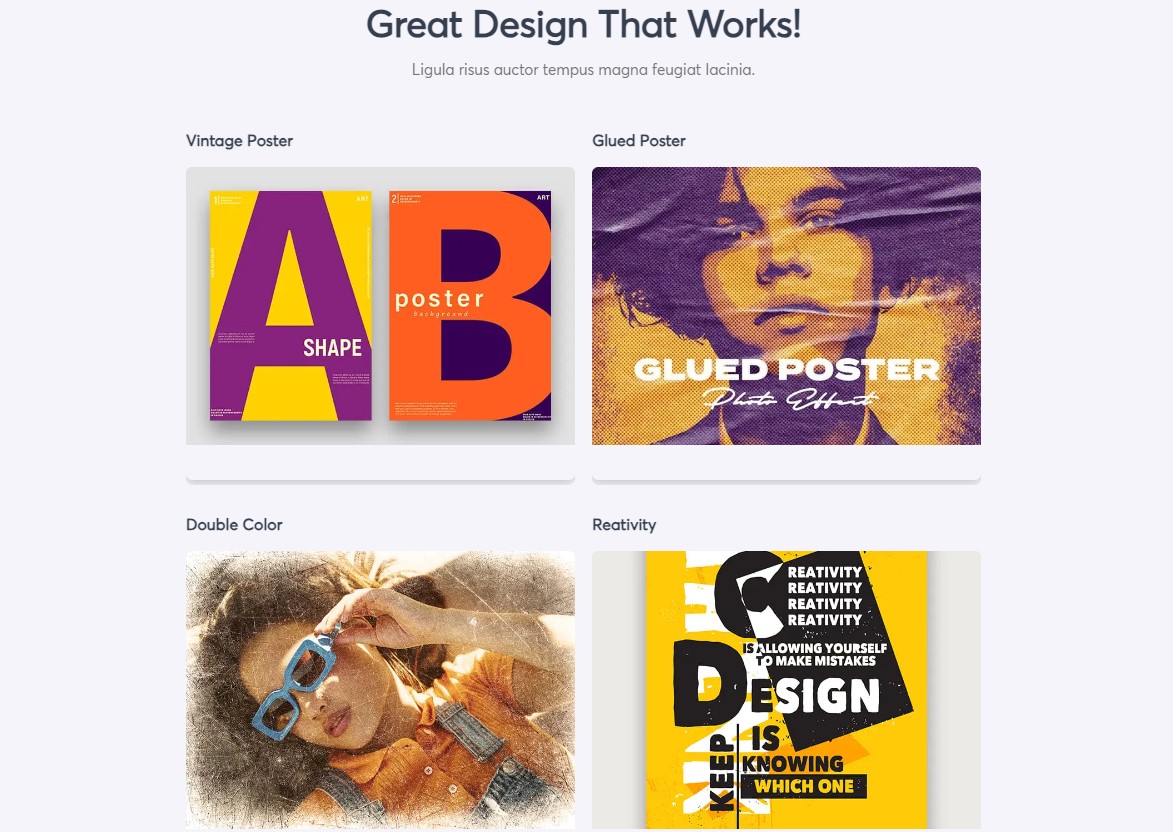 Great Design That Works!
Ligula risus auctor tempus magna feugiat lacinia.
Vintage Poster
Glued Poster
1
ART
SHAPE
2
ART
poster
background
GLUED POSTER
Photo Effect
Double Color
Reativity
C
REATIVITY
REATIVITY
REATIVITY
REATIVITY
IS ALLOWING YOURSELF
TO MAKE MISTAKES
DESIGN
IS
KNOWING
WHICH ONE
KEEP